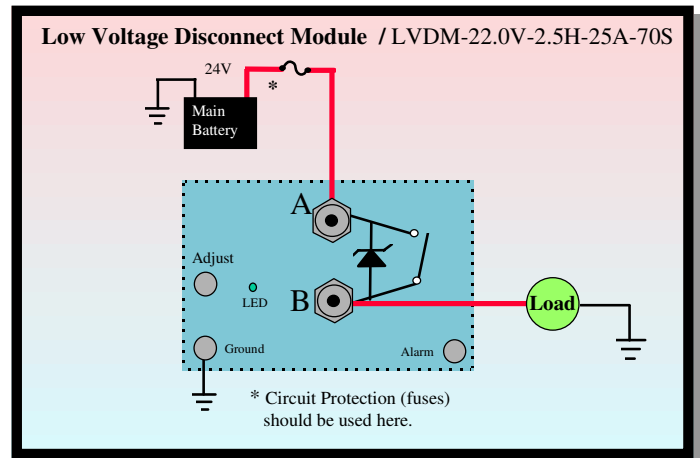 Low Voltage Disconnect Module / LVDM-22.0V-2.5H-25A-70S
24V
*
Main
Battery
A
Adjust
LED
B
Load
Ground
Alarm
* Circuit Protection (fuses)
should be used here.